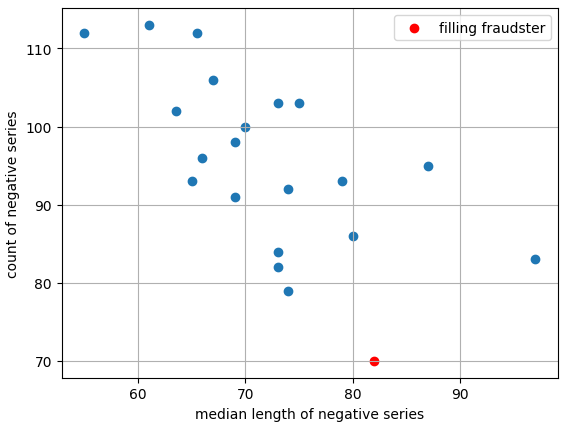 filling fraudster
count of negative series
110
100
90
80
70
60 70 80 90
median length of negative series